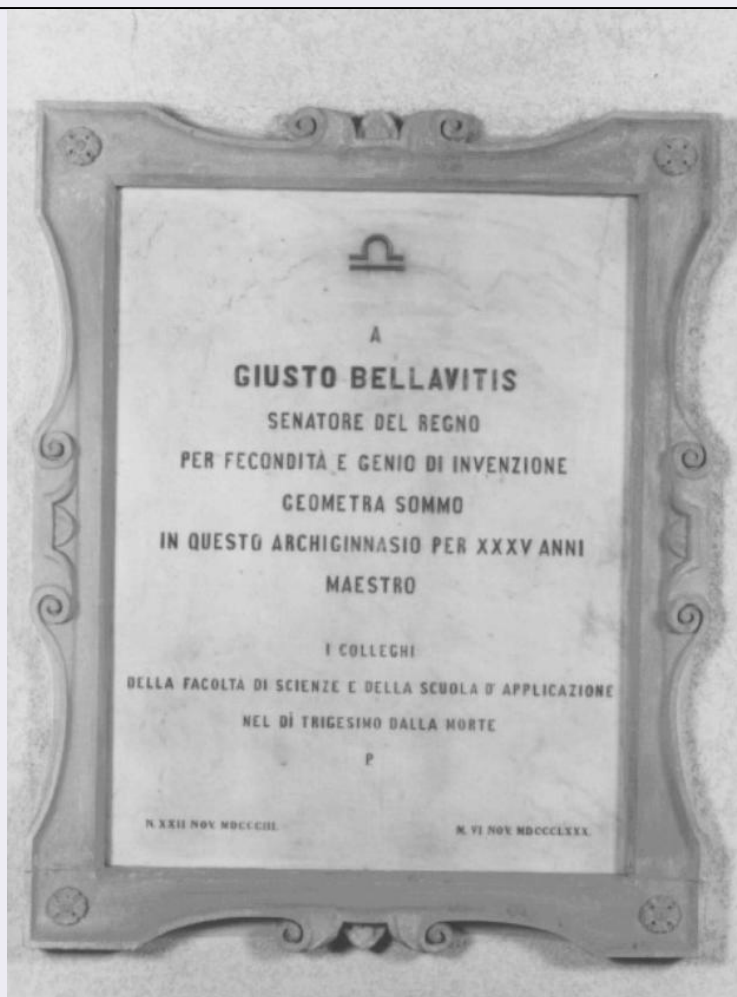 A
GIUSTO BELLAVITIS
SENATORE DEL REGNO
PER FECONDITÀ E GENIO DI INVENZIONE
GEOMETRA SOMMO
IN QUESTO ARCHIGINNASIO PER XXXV ANNI
MAESTRO
I COLLEGHI
DELLA FACOLTA DI SCIENZE E DELLA SCUOLA D' APPLICAZIONE
NEL DÌ TRIGESIMO DALLA MORTE
P
N. XXII NOV. MDCCCIII. M. VI NOV. MDCCCLXXX.